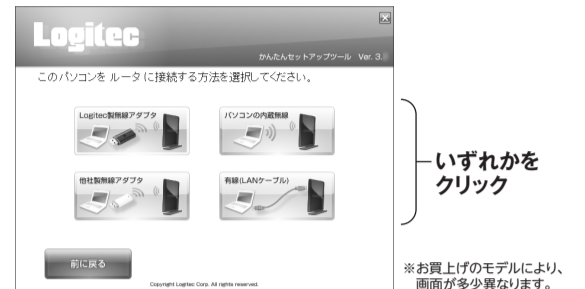 Logitec
かんたんセットアップツール Ver. 3.
このパソコンを ルータ に接続する方法を選択してください。
Logitec製無線アダプタ
パソコンの内蔵無線
他社製無線アダプタ
有線(LANケーブル)
いずれかを
クリック
前に戻る
Copyright Logitec Corp. All rights reserved.
※お買上げのモデルにより、
画面が多少異なります。